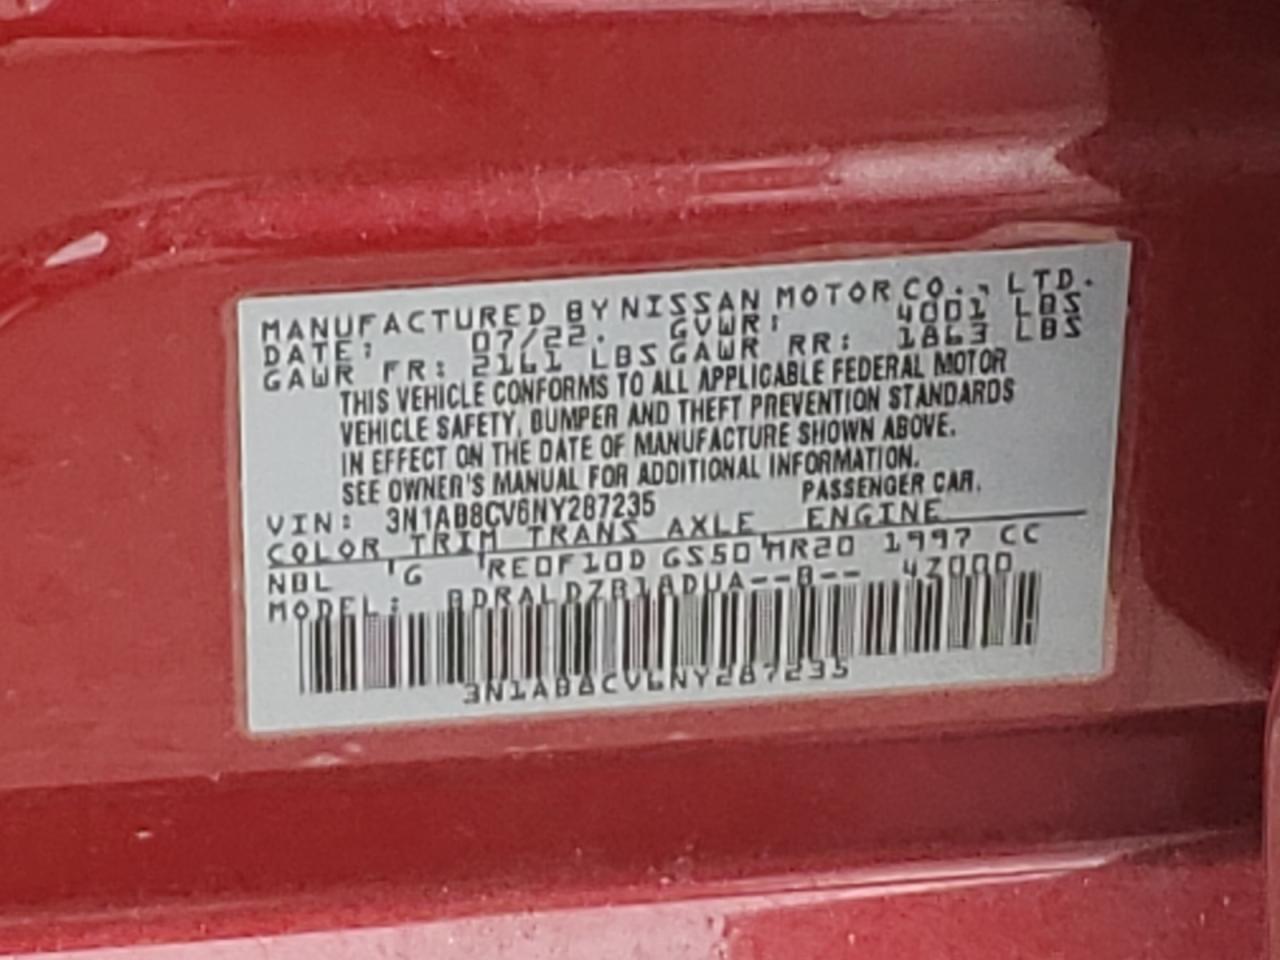 MANUFACTURED BY NISSAN MOTOR CO., LTD.
DATE: 07/22. GVWR: 4001 LBS
GAWR FR: 2161 LBS GAWR RR: 1863 LBS
THIS VEHICLE CONFORMS TO ALL APPLICABLE FEDERAL MOTOR
VEHICLE SAFETY, BUMPER AND THEFT PREVENTION STANDARDS
IN EFFECT ON THE DATE OF MANUFACTURE SHOWN ABOVE.
SEE OWNER'S MANUAL FOR ADDITIONAL INFORMATION.
VIN: 3N1AB8CV6NY287235 PASSENGER CAR.
COLOR TRIM TRANS AXLE ENGINE
NBL G RE0F10D GS50 MR20 1997 CC
MODEL: BDRALDZB18DUA--B-- 4Z000
3N1AB8CV6NY287235